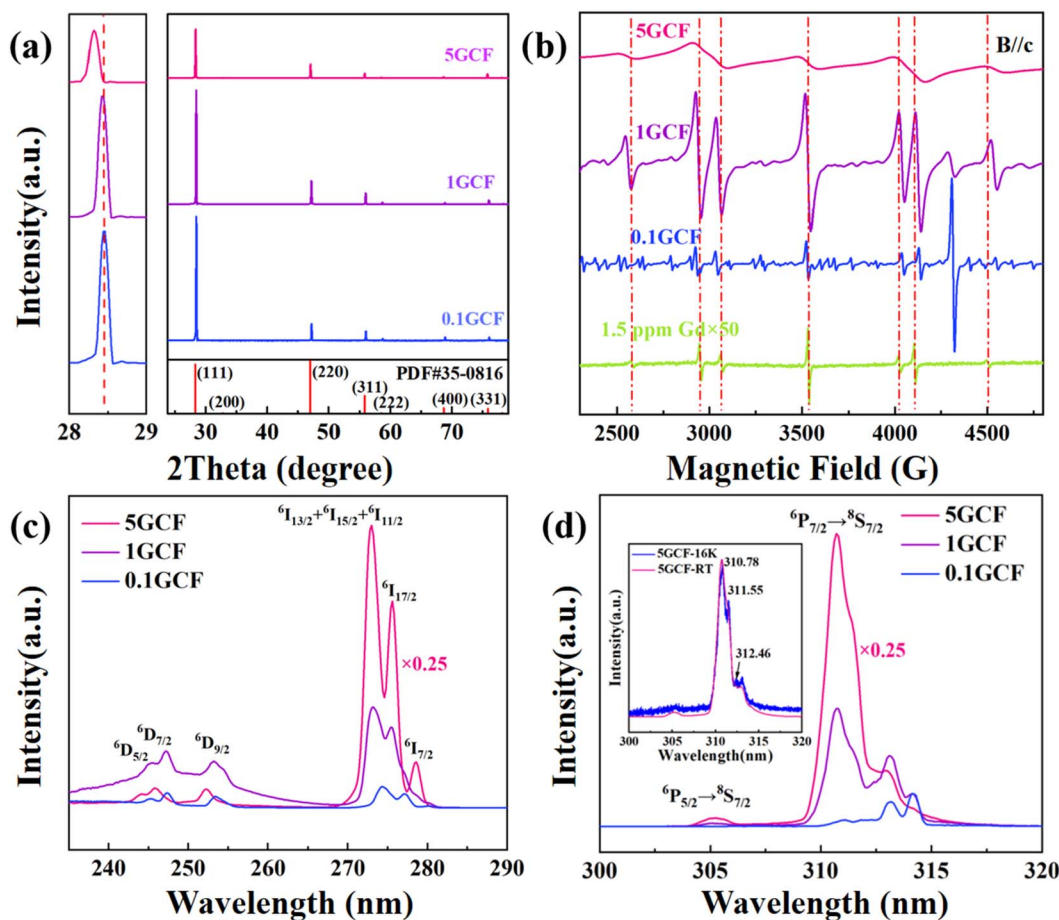 (a)
Intensity(a.u.)
5GCF
1GCF
0.1GCF
PDF#35-0816
(111)
(200)
(220)
(311)
(222)
(400)
(331)
28 29 30 40 50 60 70
2Theta (degree)
(b)
Intensity(a.u.)
B//c
5GCF
1GCF
0.1GCF
1.5 ppm Gd×50
2500 3000 3500 4000 4500
Magnetic Field (G)
(c)
Intensity(a.u.)
5GCF
1GCF
0.1GCF
⁶I₁₃/₂+⁶I₁₅/₂+⁶I₁₁/₂
⁶I₁₇/₂
×0.25
⁶D₅/₂
⁶D₇/₂
⁶D₉/₂
⁶I₇/₂
240 250 260 270 280 290
Wavelength (nm)
(d)
Intensity(a.u.)
⁶P₇/₂→⁸S₇/₂
5GCF
1GCF
0.1GCF
×0.25
⁶P₅/₂→⁸S₇/₂
5GCF-16K
5GCF-RT
310.78
311.55
312.46
Intensity(a.u.)
300 305 310 315 320
Wavelength(nm)
300 305 310 315 320
Wavelength (nm)